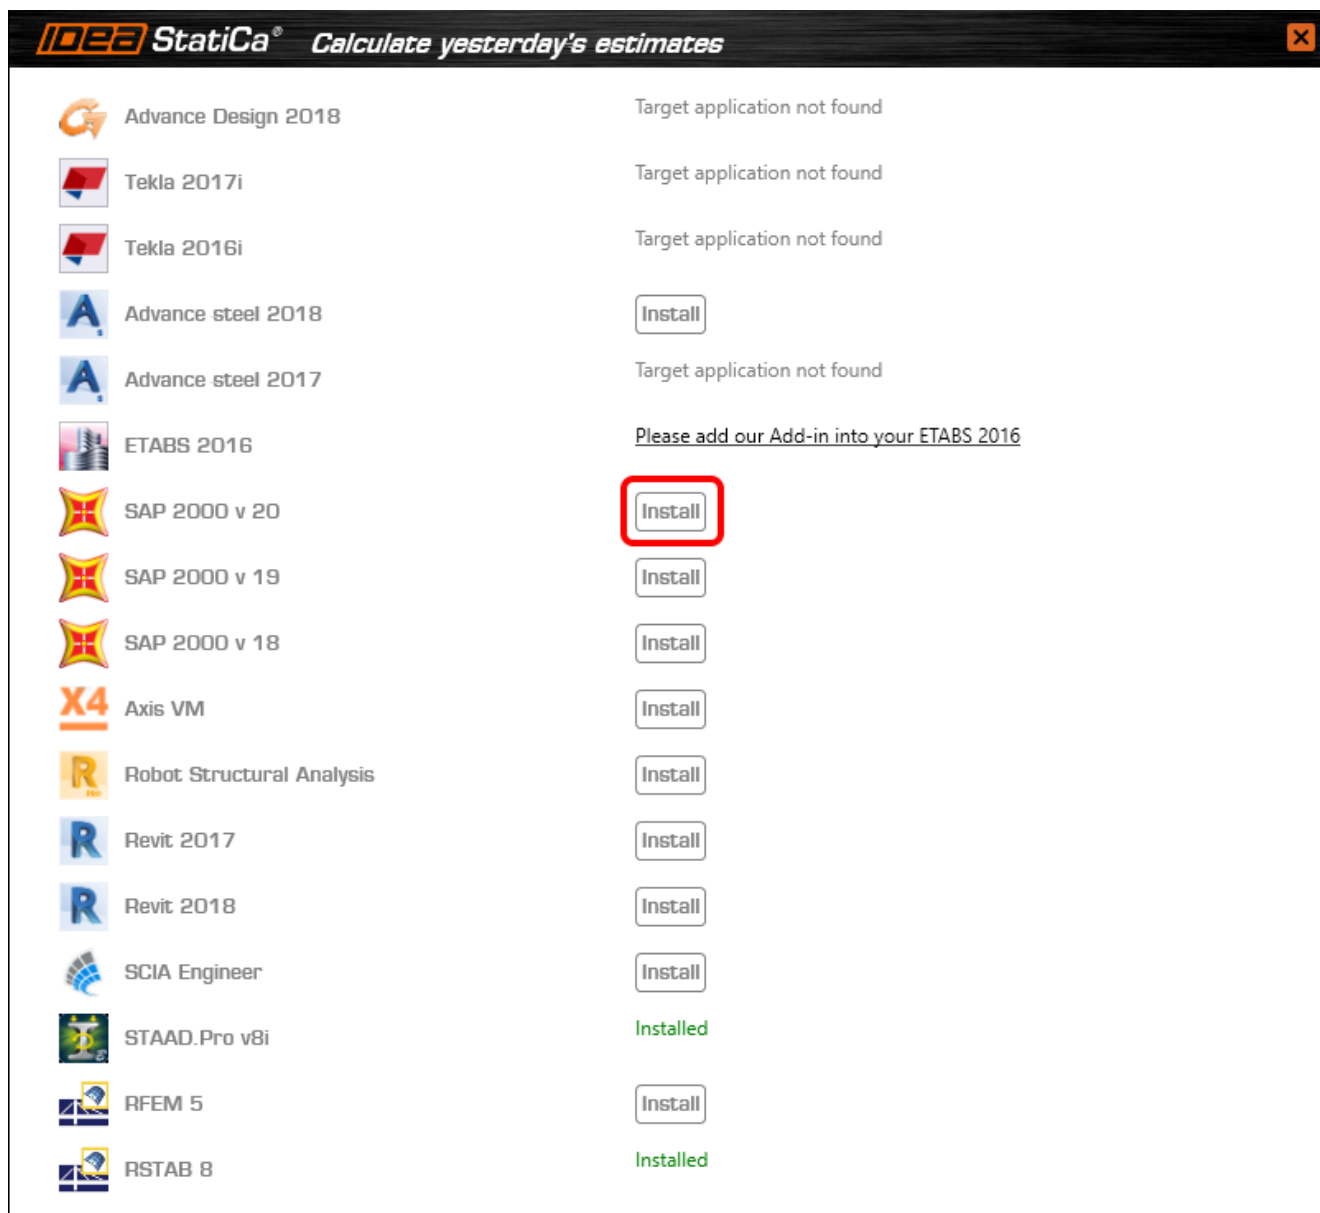 IDEA StatiCa® Calculate yesterday's estimates
Advance Design 2018 Target application not found
Tekla 2017i Target application not found
Tekla 2016i Target application not found
Advance steel 2018 Install
Advance steel 2017 Target application not found
ETABS 2016 Please add our Add-in into your ETABS 2016
SAP 2000 v 20 Install
SAP 2000 v 19 Install
SAP 2000 v 18 Install
X4 Axis VM Install
R PRO Robot Structural Analysis Install
R Revit 2017 Install
R Revit 2018 Install
SCIA Engineer Install
STAAD.Pro v8i Installed
RFEM 5 Install
RSTAB 8 Installed